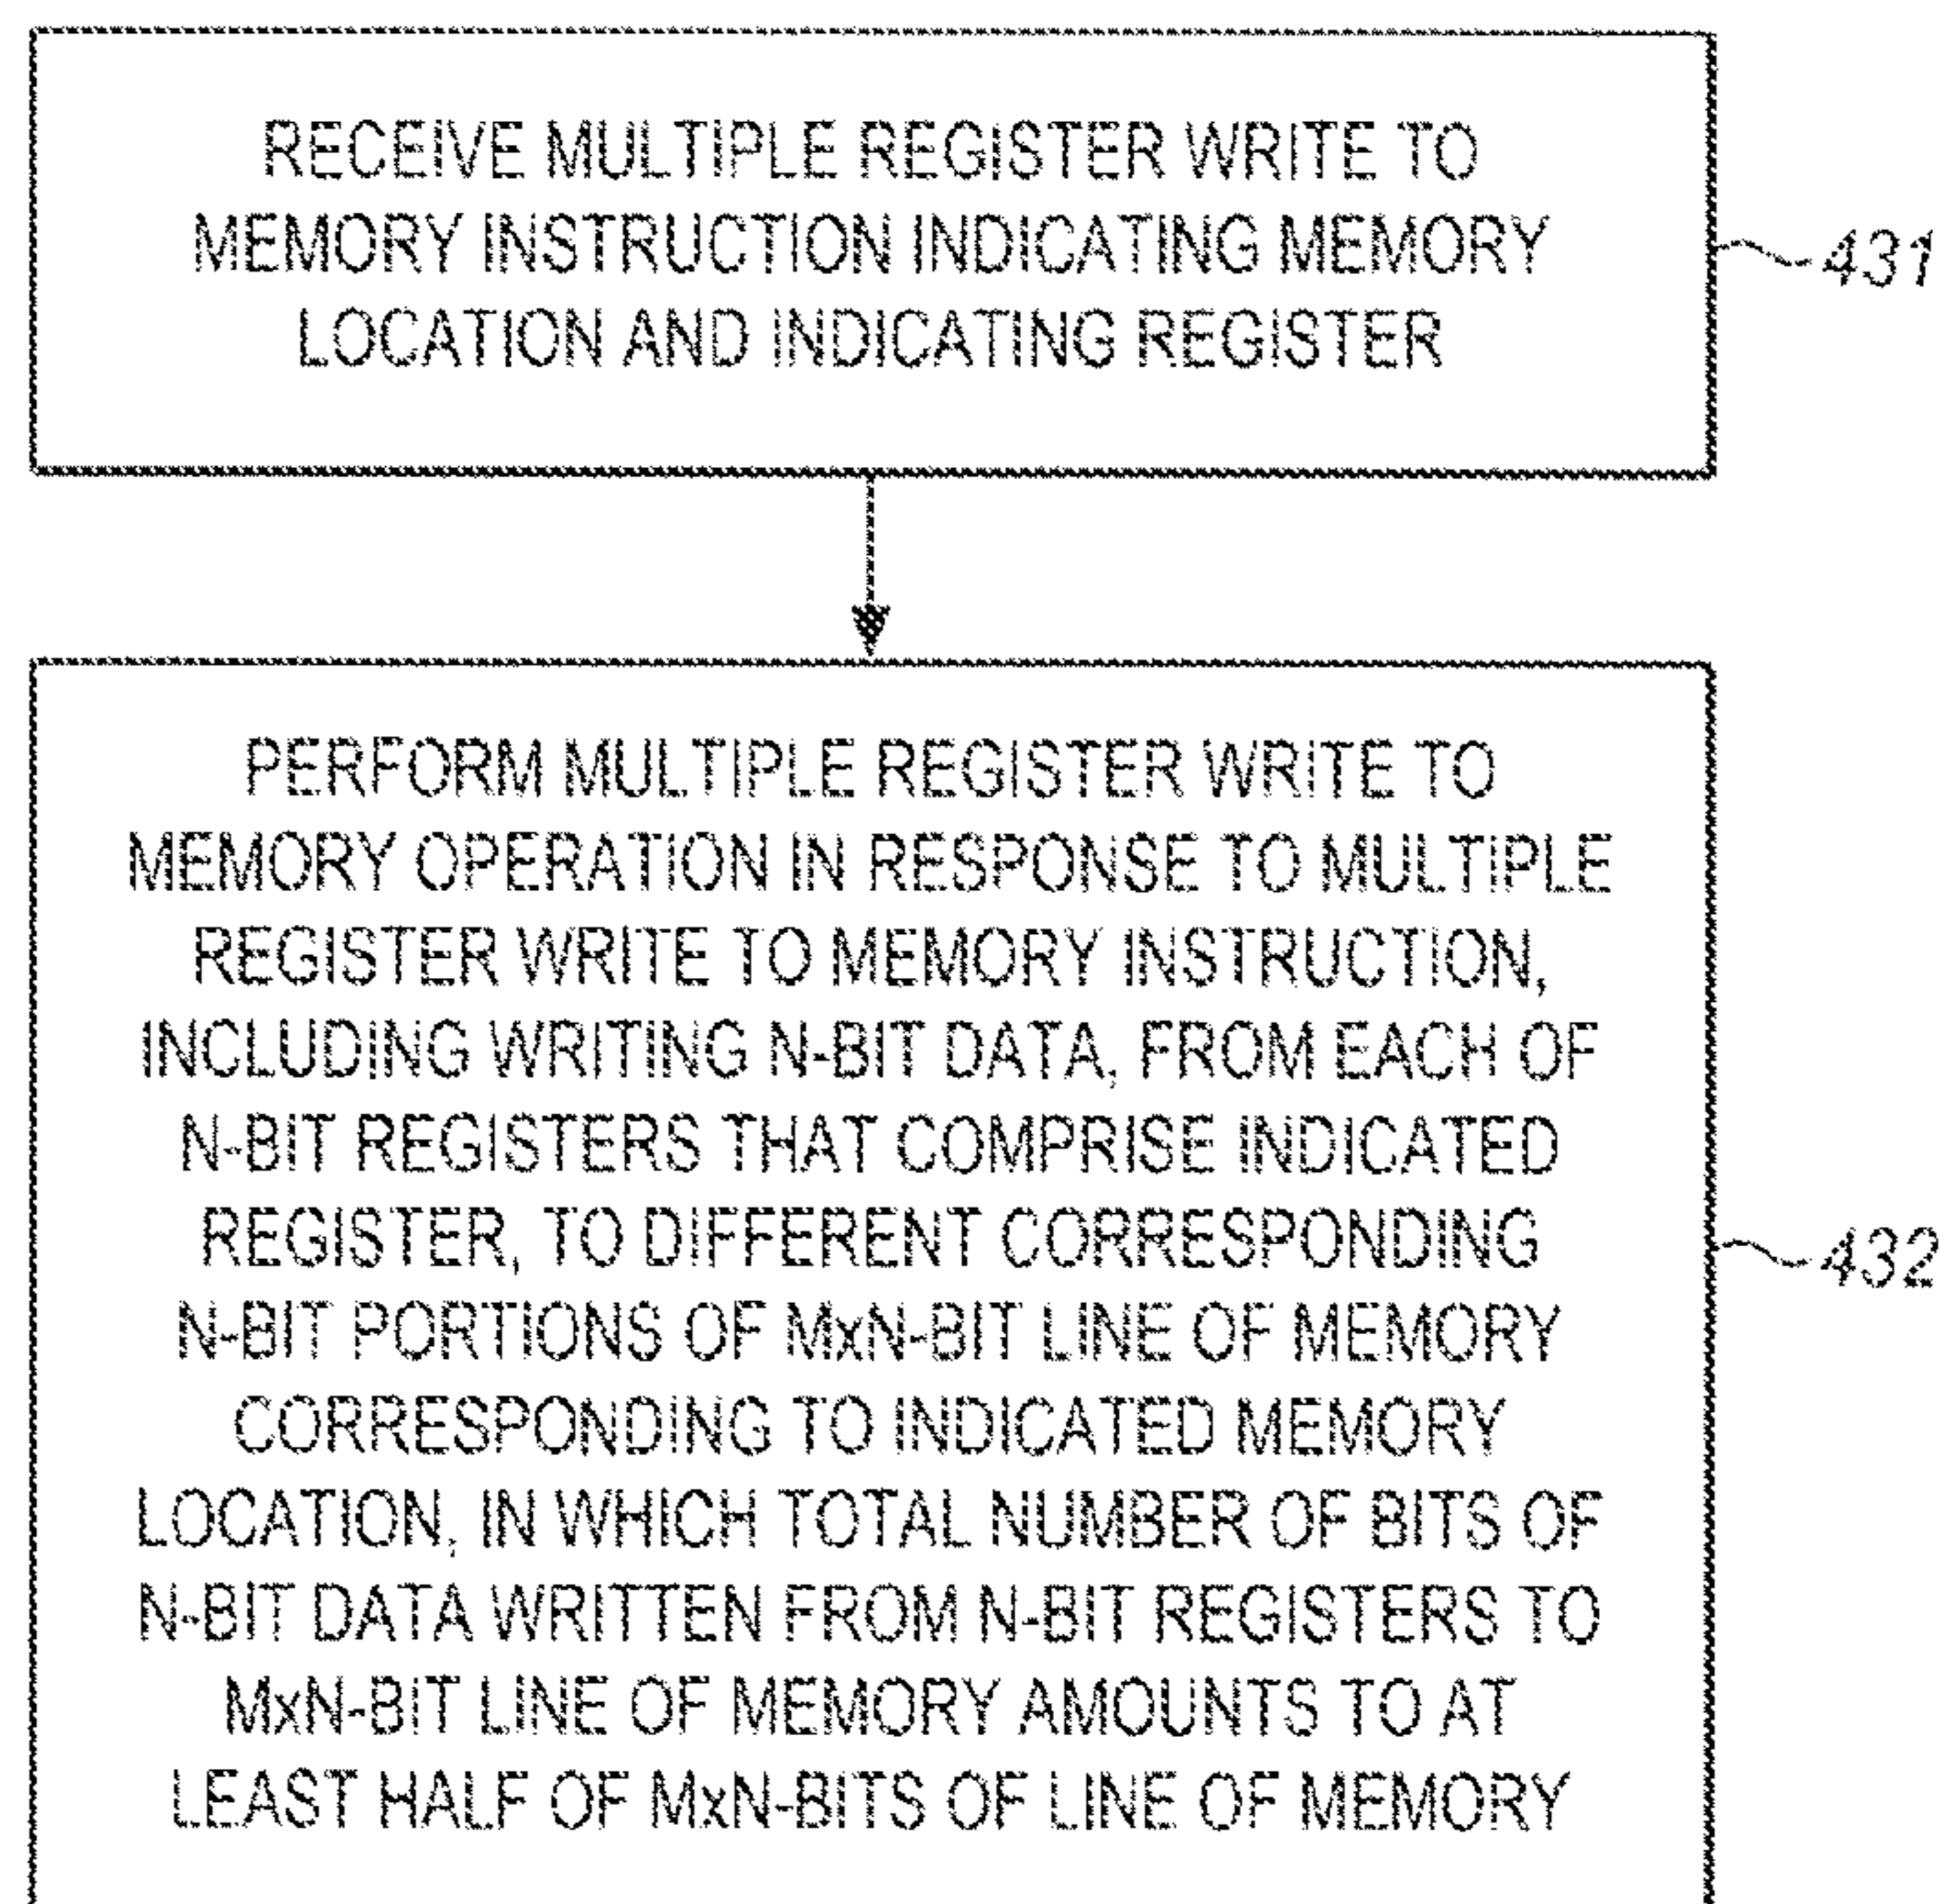 RECEIVE MULTIPLE REGISTER WRITE TO
MEMORY INSTRUCTION INDICATING MEMORY
LOCATION AND INDICATING REGISTER
431
PERFORM MULTIPLE REGISTER WRITE TO
MEMORY OPERATION IN RESPONSE TO MULTIPLE
REGISTER WRITE TO MEMORY INSTRUCTION,
INCLUDING WRITING N-BIT DATA, FROM EACH OF
N-BIT REGISTERS THAT COMPRISE INDICATED
REGISTER, TO DIFFERENT CORRESPONDING
N-BIT PORTIONS OF MxN-BIT LINE OF MEMORY
CORRESPONDING TO INDICATED MEMORY
LOCATION, IN WHICH TOTAL NUMBER OF BITS OF
N-BIT DATA WRITTEN FROM N-BIT REGISTERS TO
MxN-BIT LINE OF MEMORY AMOUNTS TO AT
LEAST HALF OF MxN-BITS OF LINE OF MEMORY
432